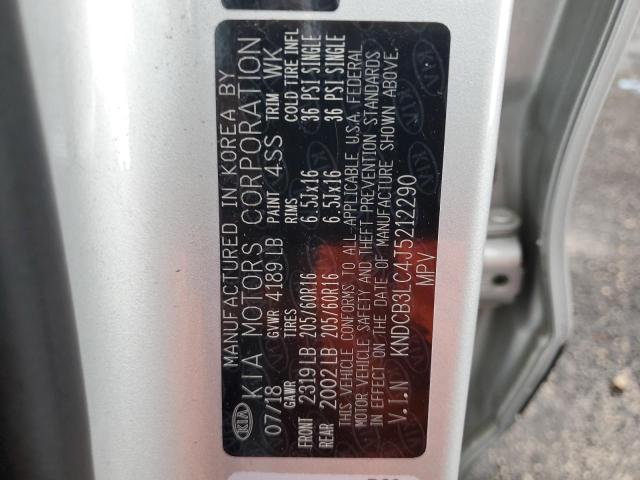 MANUFACTURED IN KOREA BY
KIA KIA MOTORS CORPORATION
07/18 GVWR 4189 LB PAINT 4-SS TRIM WK
GAWR TIRES RIMS COLD TIRE INFL
FRONT 2319 LB 205/60R16 6.5Jx16 36 PSI SINGLE
REAR 2002 LB 205/60R16 6.5Jx16 36 PSI SINGLE
THIS VEHICLE CONFORMS TO ALL APPLICABLE U.S.A. FEDERAL
MOTOR VEHICLE SAFETY AND THEFT PREVENTION STANDARDS
IN EFFECT ON THE DATE OF MANUFACTURE SHOWN ABOVE.
V.I.N KNDCB3LC4J5212290
MPV